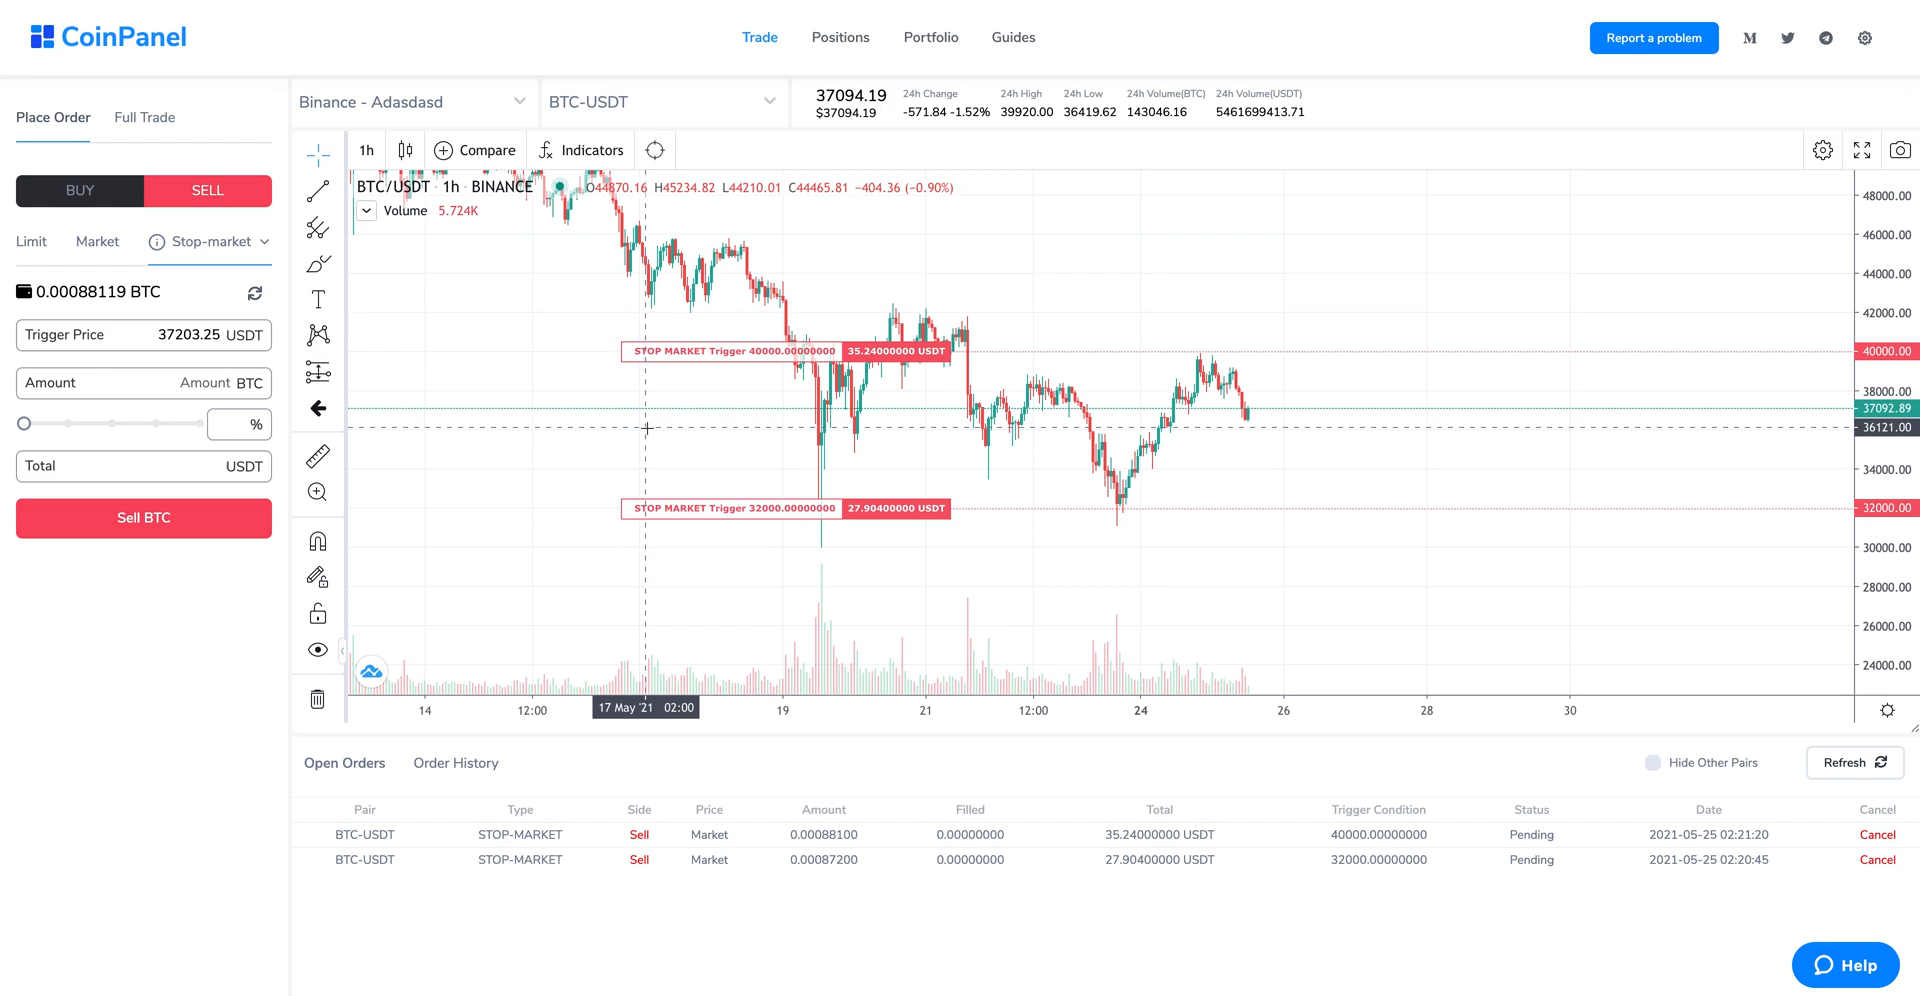 CoinPanel
Trade Positions Portfolio Guides
Report a problem
Place Order Full Trade
BUY SELL
Limit Market Stop-market
0.00088119 BTC
Trigger Price 37203.25 USDT
Amount Amount BTC
%
Total USDT
Sell BTC
Binance - Adasdasd
BTC-USDT
37094.19
$37094.19
24h Change 24h High 24h Low 24h Volume(BTC) 24h Volume(USDT)
-571.84 -1.52% 39920.00 36419.62 143046.16 5461699413.71
1h Compare Indicators
BTC/USDT · 1h · BINANCE O44870.16 H45234.82 L44210.01 C44465.81 −404.36 (−0.90%)
Volume 5.724K
48000.00
46000.00
44000.00
42000.00
STOP MARKET Trigger 40000.00000000 35.24000000 USDT
40000.00
38000.00
37092.89
36121.00
34000.00
STOP MARKET Trigger 32000.00000000 27.90400000 USDT
32000.00
30000.00
28000.00
26000.00
24000.00
14 12:00 17 May '21 02:00 19 21 12:00 24 26 28 30
Open Orders Order History
Hide Other Pairs
Refresh
Pair Type Side Price Amount Filled Total Trigger Condition Status Date Cancel
BTC-USDT STOP-MARKET Sell Market 0.00088100 0.00000000 35.24000000 USDT 40000.00000000 Pending 2021-05-25 02:21:20 Cancel
BTC-USDT STOP-MARKET Sell Market 0.00087200 0.00000000 27.90400000 USDT 32000.00000000 Pending 2021-05-25 02:20:45 Cancel
Help